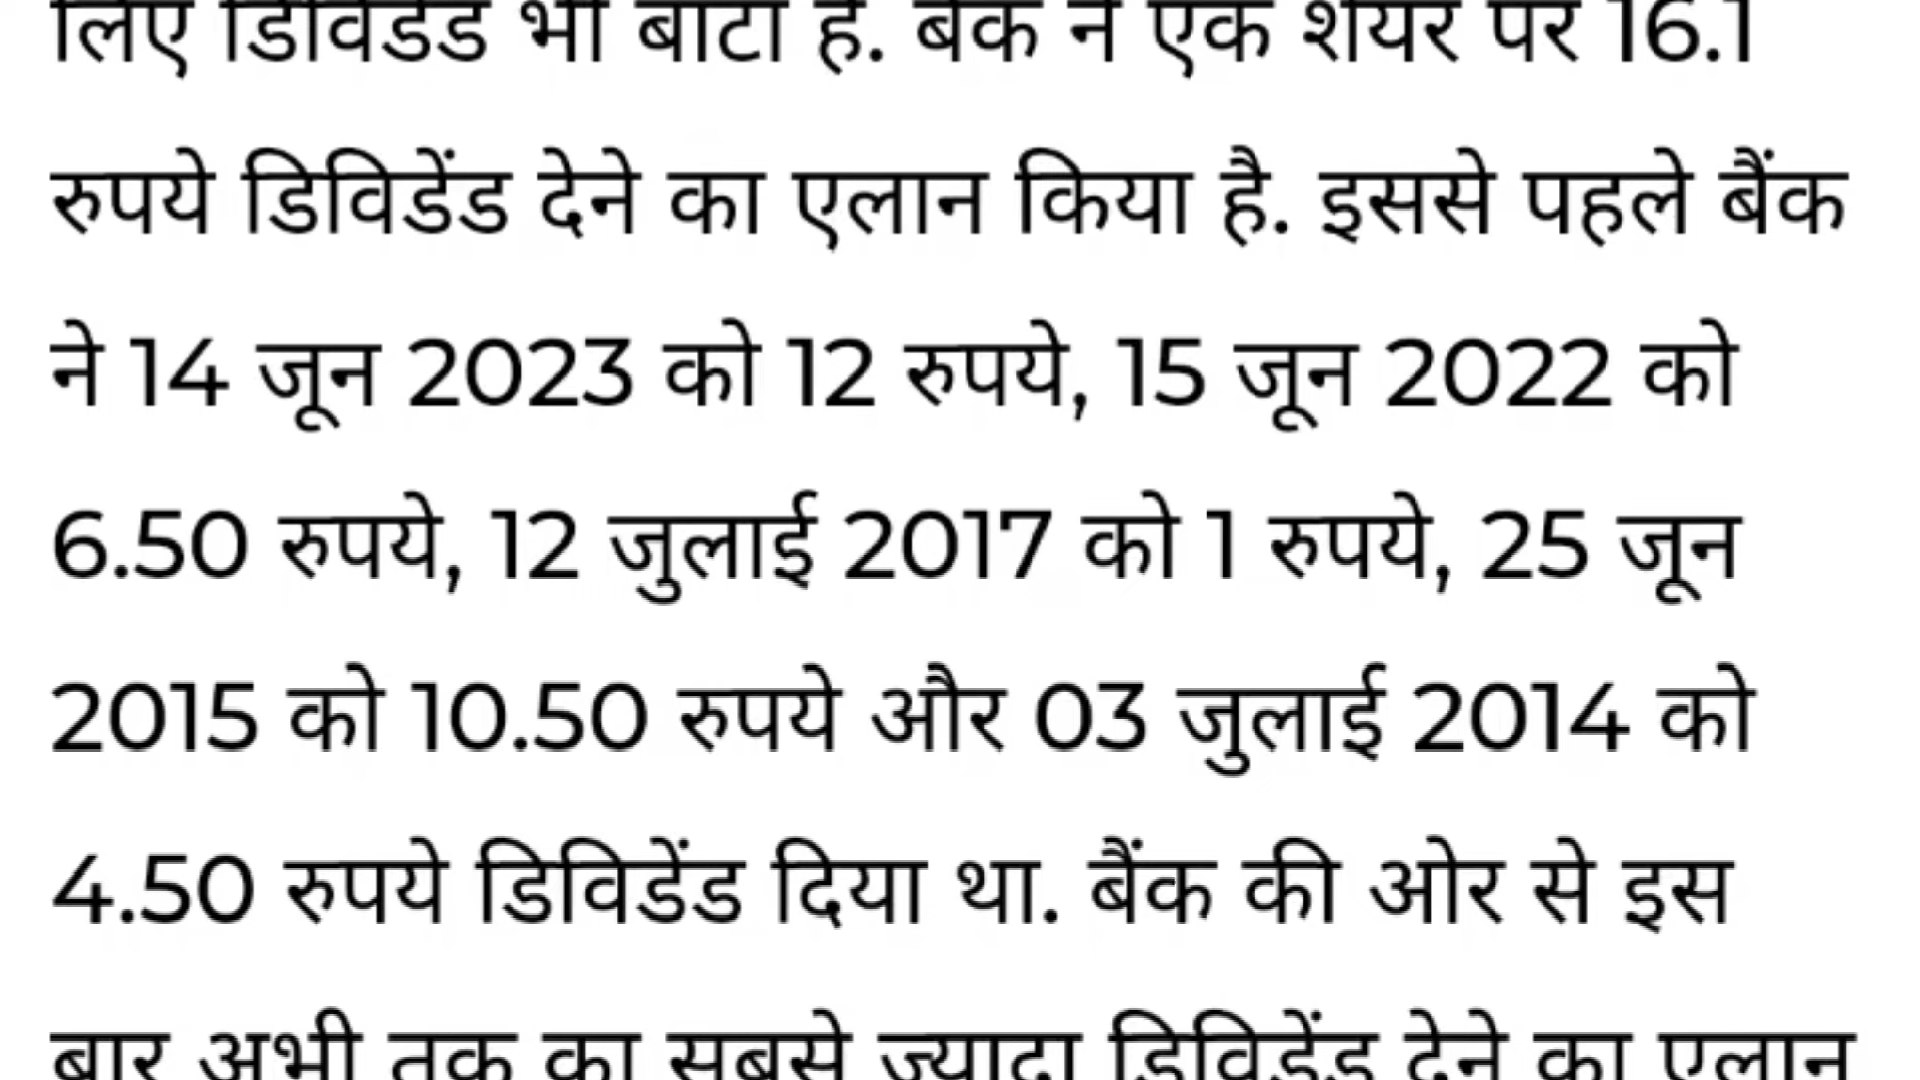 लिए डिविडेंड भी बांटा है. बैंक ने एक शेयर पर 16.1
रुपये डिविडेंड देने का एलान किया है. इससे पहले बैंक
ने 14 जून 2023 को 12 रुपये, 15 जून 2022 को
6.50 रुपये, 12 जुलाई 2017 को 1 रुपये, 25 जून
2015 को 10.50 रुपये और 03 जुलाई 2014 को
4.50 रुपये डिविडेंड दिया था. बैंक की ओर से इस
बार अभी तक का सबसे ज्यादा डिविडेंड देने का एलान